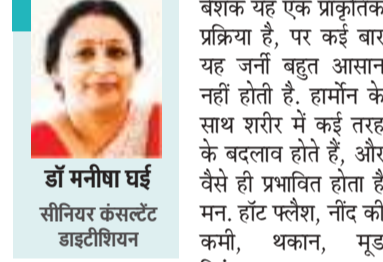 डॉ मनीषा घई
सीनियर कंसल्टेंट
डाइटीशियन
बेशक यह एक प्राकृतिक
प्रक्रिया है, पर कई बार
यह जर्नी बहुत आसान
नहीं होती है. हार्मोन के
साथ शरीर में कई तरह
के बदलाव होते हैं, और
वैसे ही प्रभावित होता है
मन. हॉट फ्लैश, नींद की
कमी, थकान, मूड